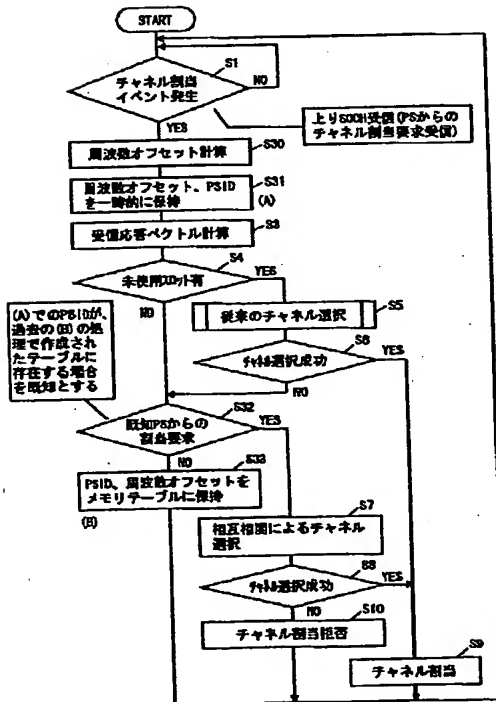 START
S1
チャネル割当
イベント発生
NO
YES
上りSCCH受信(PSからの
チャネル割当要求受信)
周波数オフセット計算
S30
周波数オフセット、PSID
を一時的に保持
S31
(A)
受信応答ベクトル計算
S3
S4
未使用スロット有
YES
NO
従来のチャネル選択
S5
(A)でのPSIDが、
過去の(B)の処
理で作成され
たテーブルに
存在する場合
を既知とする
S6
チャネル選択成功
YES
NO
S32
既知PSからの
割当要求
YES
NO
S33
PSID、周波数オフセットを
メモリテーブルに保持
(B)
S7
相互相関によるチャネル
選択
S8
チャネル選択成功
YES
NO
S10
チャネル割当拒否
S9
チャネル割当